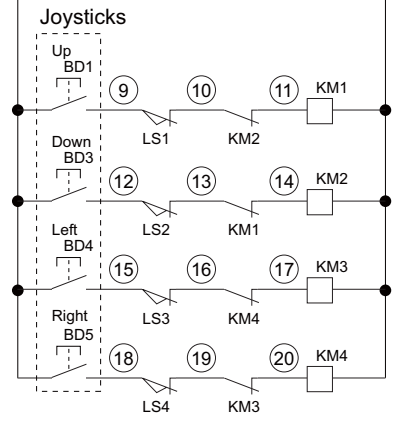 Joysticks
Up
BD1
9
10
11
KM1
LS1
KM2
Down
BD3
12
13
14
KM2
LS2
KM1
Left
BD4
15
16
17
KM3
LS3
KM4
Right
BD5
18
19
20
KM4
LS4
KM3